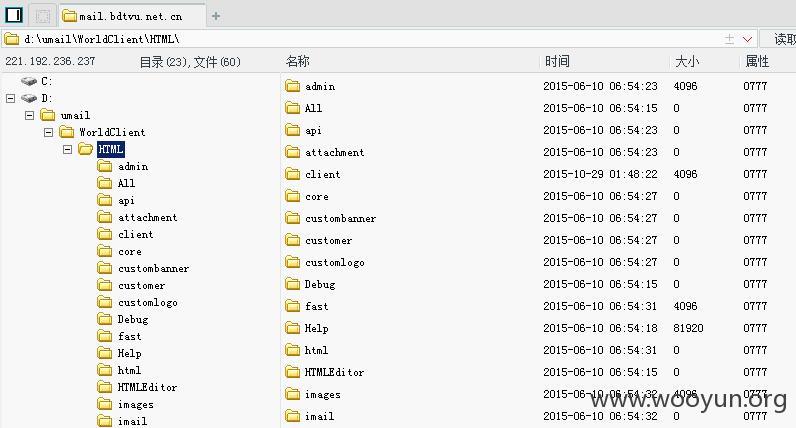 mail.bdtvu.net.cn
d:\umail\WorldClient\HTML\ 读取
221.192.236.237 目录(23),文件(60) 名称 时间 大小 属性
C:
D:
umail
WorldClient
HTML
admin
All
api
attachment
client
core
custombanner
customer
customlogo
Debug
fast
Help
html
HTMLEditor
images
imail
admin 2015-06-10 06:54:23 4096 0777
All 2015-06-10 06:54:15 0 0777
api 2015-06-10 06:54:23 0 0777
attachment 2015-06-10 06:54:23 0 0777
client 2015-10-29 01:48:22 4096 0777
core 2015-06-10 06:54:27 0 0777
custombanner 2015-06-10 06:54:27 0 0777
customer 2015-06-10 06:54:27 0 0777
customlogo 2015-06-10 06:54:27 0 0777
Debug 2015-06-10 06:54:15 0 0777
fast 2015-06-10 06:54:31 4096 0777
Help 2015-06-10 06:54:18 81920 0777
html 2015-06-10 06:54:31 0 0777
HTMLEditor 2015-06-10 06:54:15 0 0777
images 2015-06-10 06:54:32 4096 0777
imail 2015-06-10 06:54:32 0 0777
www.wooyun.org